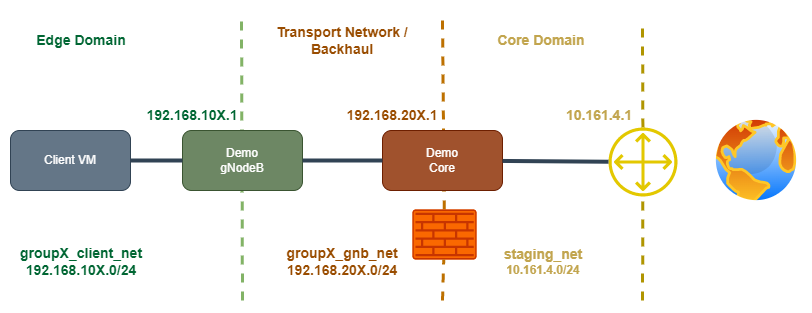 Edge Domain
Transport Network /
Backhaul
Core Domain
192.168.10X.1
192.168.20X.1
10.161.4.1
Client VM
Demo
gNodeB
Demo
Core
groupX_client_net
192.168.10X.0/24
groupX_gnb_net
192.168.20X.0/24
staging_net
10.161.4.0/24